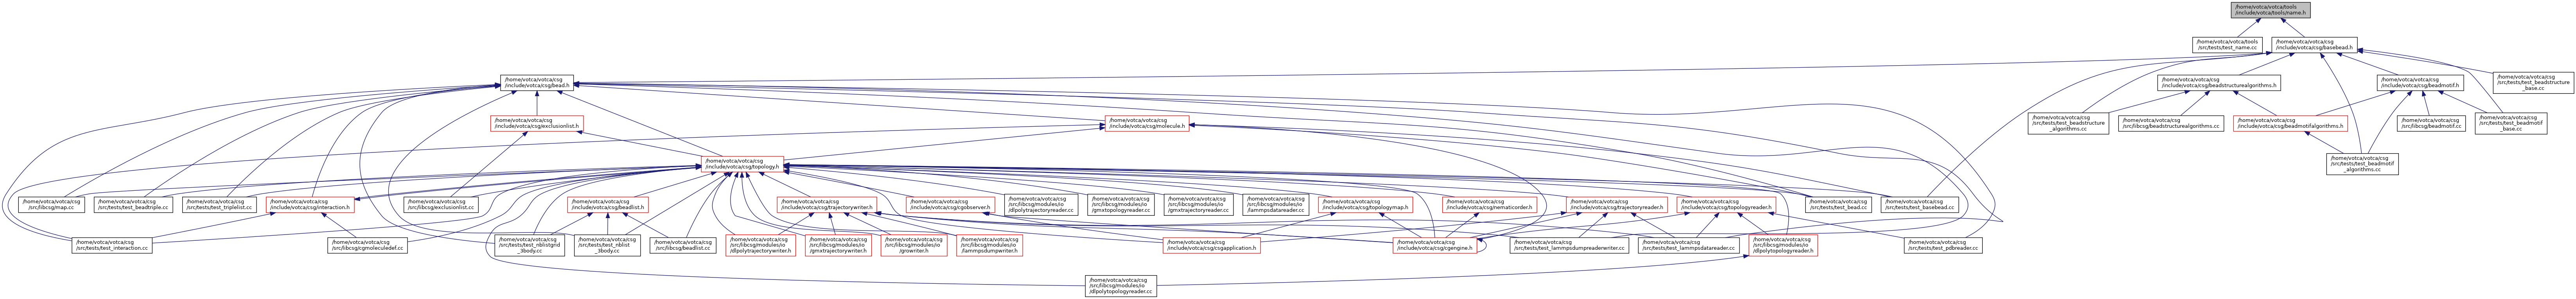 /home/votca/votca/tools
/include/votca/tools/name.h
/home/votca/votca/tools
/src/tests/test_name.cc
/home/votca/votca/csg
/include/votca/csg/basebead.h
/home/votca/votca/csg
/include/votca/csg/bead.h
/home/votca/votca/csg
/include/votca/csg/beadstructurealgorithms.h
/home/votca/votca/csg
/include/votca/csg/beadmotif.h
/home/votca/votca/csg
/src/tests/test_beadstructure
_base.cc
/home/votca/votca/csg
/include/votca/csg/exclusionlist.h
/home/votca/votca/csg
/include/votca/csg/molecule.h
/home/votca/votca/csg
/src/tests/test_beadstructure
_algorithms.cc
/home/votca/votca/csg
/src/libcsg/beadstructurealgorithms.cc
/home/votca/votca/csg
/include/votca/csg/beadmotifalgorithms.h
/home/votca/votca/csg
/src/libcsg/beadmotif.cc
/home/votca/votca/csg
/src/tests/test_beadmotif
_base.cc
/home/votca/votca/csg
/include/votca/csg/topology.h
/home/votca/votca/csg
/src/tests/test_beadmotif
_algorithms.cc
/home/votca/votca/csg
/src/libcsg/map.cc
/home/votca/votca/csg
/src/tests/test_beadtriple.cc
/home/votca/votca/csg
/src/tests/test_triplelist.cc
/home/votca/votca/csg
/include/votca/csg/interaction.h
/home/votca/votca/csg
/src/libcsg/exclusionlist.cc
/home/votca/votca/csg
/include/votca/csg/beadlist.h
/home/votca/votca/csg
/include/votca/csg/trajectorywriter.h
/home/votca/votca/csg
/include/votca/csg/cgobserver.h
/home/votca/votca/csg
/src/libcsg/modules/io
/dlpolytrajectoryreader.cc
/home/votca/votca/csg
/src/libcsg/modules/io
/gmxtopologyreader.cc
/home/votca/votca/csg
/src/libcsg/modules/io
/gmxtrajectoryreader.cc
/home/votca/votca/csg
/src/libcsg/modules/io
/lammpsdatareader.cc
/home/votca/votca/csg
/include/votca/csg/topologymap.h
/home/votca/votca/csg
/include/votca/csg/nematicorder.h
/home/votca/votca/csg
/include/votca/csg/trajectoryreader.h
/home/votca/votca/csg
/include/votca/csg/topologyreader.h
/home/votca/votca/csg
/src/tests/test_bead.cc
/home/votca/votca/csg
/src/tests/test_basebead.cc
/home/votca/votca/csg
/src/tests/test_interaction.cc
/home/votca/votca/csg
/src/libcsg/cgmoleculedef.cc
/home/votca/votca/csg
/src/tests/test_nblistgrid
_3body.cc
/home/votca/votca/csg
/src/tests/test_nblist
_3body.cc
/home/votca/votca/csg
/src/libcsg/beadlist.cc
/home/votca/votca/csg
/src/libcsg/modules/io
/dlpolytrajectorywriter.h
/home/votca/votca/csg
/src/libcsg/modules/io
/gmxtrajectorywriter.h
/home/votca/votca/csg
/src/libcsg/modules/io
/growriter.h
/home/votca/votca/csg
/src/libcsg/modules/io
/lammpsdumpwriter.h
/home/votca/votca/csg
/include/votca/csg/csgapplication.h
/home/votca/votca/csg
/include/votca/csg/cgengine.h
/home/votca/votca/csg
/src/tests/test_lammpsdumpreaderwriter.cc
/home/votca/votca/csg
/src/tests/test_lammpsdatareader.cc
/home/votca/votca/csg
/src/libcsg/modules/io
/dlpolytopologyreader.h
/home/votca/votca/csg
/src/tests/test_pdbreader.cc
/home/votca/votca/csg
/src/libcsg/modules/io
/dlpolytopologyreader.cc